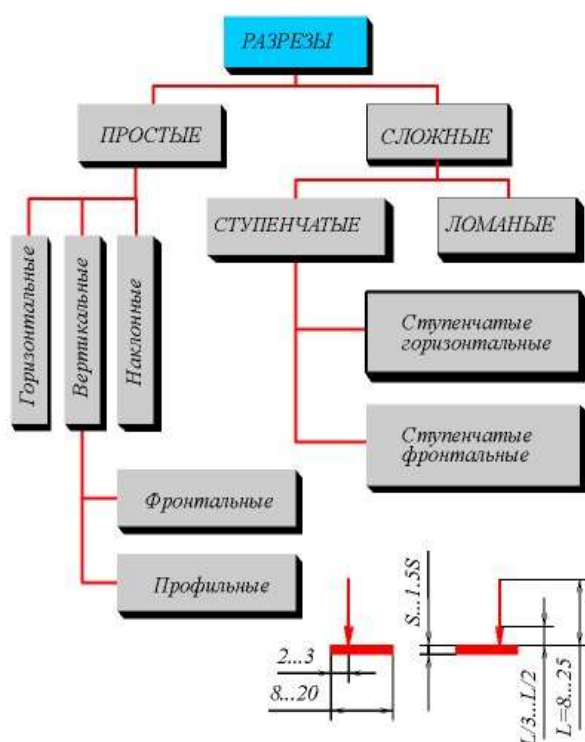 РАЗРЕЗЫ
ПРОСТЫЕ
СЛОЖНЫЕ
Горизонтальные
Вертикальные
Наклонные
СТУПЕНЧАТЫЕ
ЛОМАНЫЕ
Ступенчатые
горизонтальные
Ступенчатые
фронтальные
Фронтальные
Профильные
2...3
8...20
S...1.5S
L/3...L/2
L=8...25